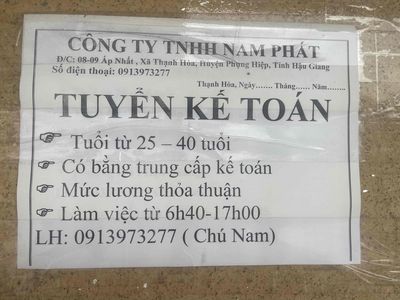 CÔNG TY TNHH NAM PHÁT
Đ/C: 08-09 Ấp Nhất , Xã Thạnh Hòa, Huyện Phụng Hiệp, Tỉnh Hậu Giang
Số điện thoại: 0913973277
Thạnh Hòa, Ngày....... Tháng...... Năm.......
TUYỂN KẾ TOÁN
☞ Tuổi từ 25 – 40 tuổi
☞ Có bằng trung cấp kế toán
☞ Mức lương thỏa thuận
☞ Làm việc từ 6h40-17h00
LH: 0913973277 ( Chú Nam)